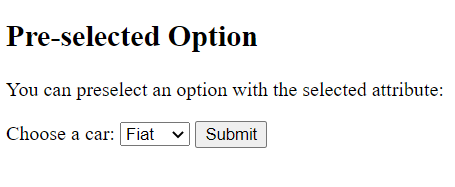 Pre-selected Option
You can preselect an option with the selected attribute:
Choose a car: Fiat Submit